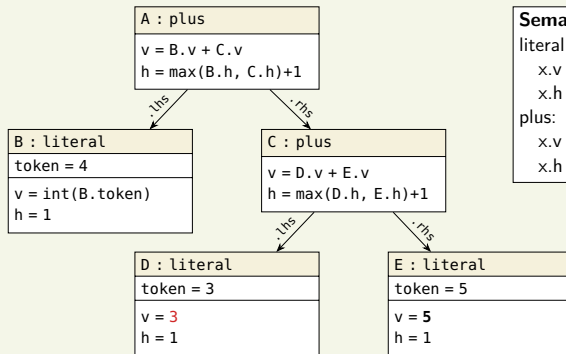 A : plus
v = B.v + C.v
h = max(B.h, C.h)+1
.lhs
.rhs
B : literal
token = 4
v = int(B.token)
h = 1
C : plus
v = D.v + E.v
h = max(D.h, E.h)+1
.lhs
.rhs
D : literal
token = 3
v = 3
h = 1
E : literal
token = 5
v = 5
h = 1
literal
x.v
x.h
plus:
x.v
x.h